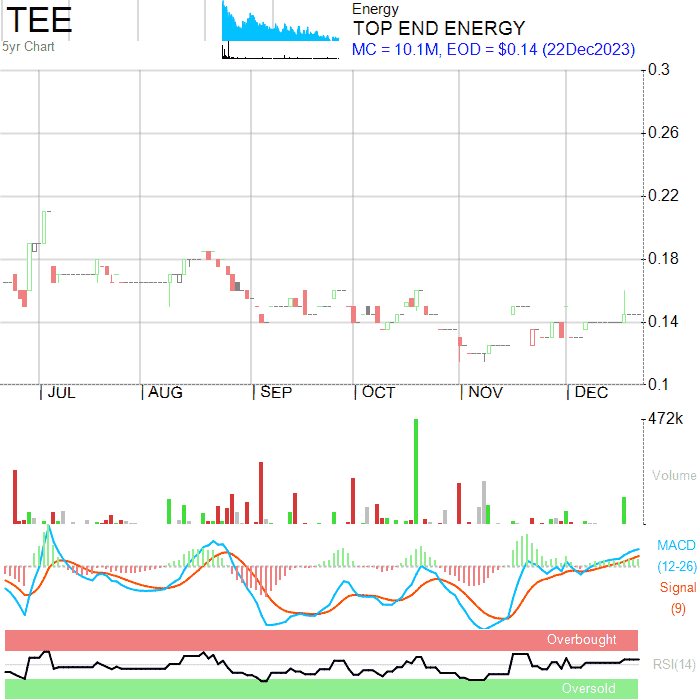 TEE
5yr Chart
Energy
TOP END ENERGY
MC = 10.1M, EOD = $0.14 (22Dec2023)
0.3
0.26
0.22
0.18
0.14
0.1
JUL AUG SEP OCT NOV DEC
472k
Volume
MACD
(12-26)
Signal
(9)
Overbought
RSI(14)
Oversold